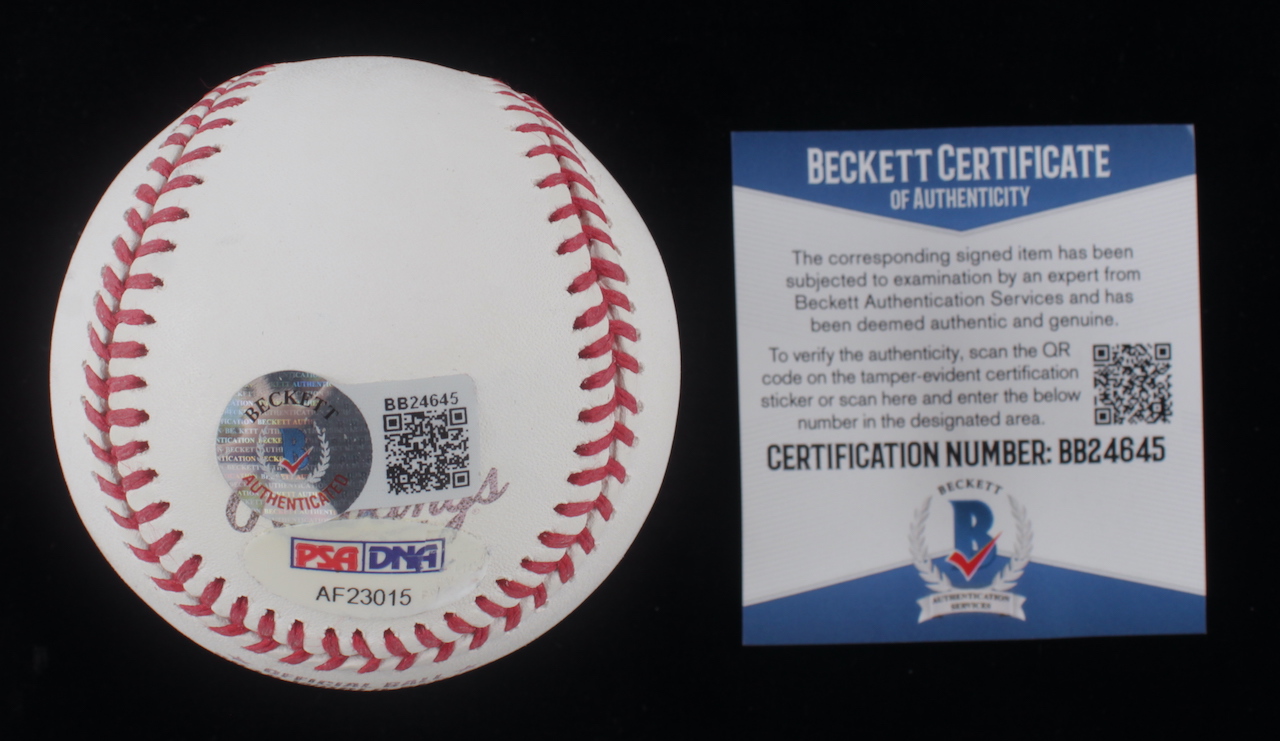 BECKETT
AUTHENTICATED
BB24645
PSA DNA
AF23015
OFFICIAL BALL
BECKETT CERTIFICATE
OF AUTHENTICITY
The corresponding signed item has been
subjected to examination by an expert from
Beckett Authentication Services and has
been deemed authentic and genuine.
To verify the authenticity, scan the QR
code on the tamper-evident certification
sticker or scan here and enter the below
number in the designated area.
CERTIFICATION NUMBER: BB24645
BECKETT
B
AUTHENTICATION
SERVICES